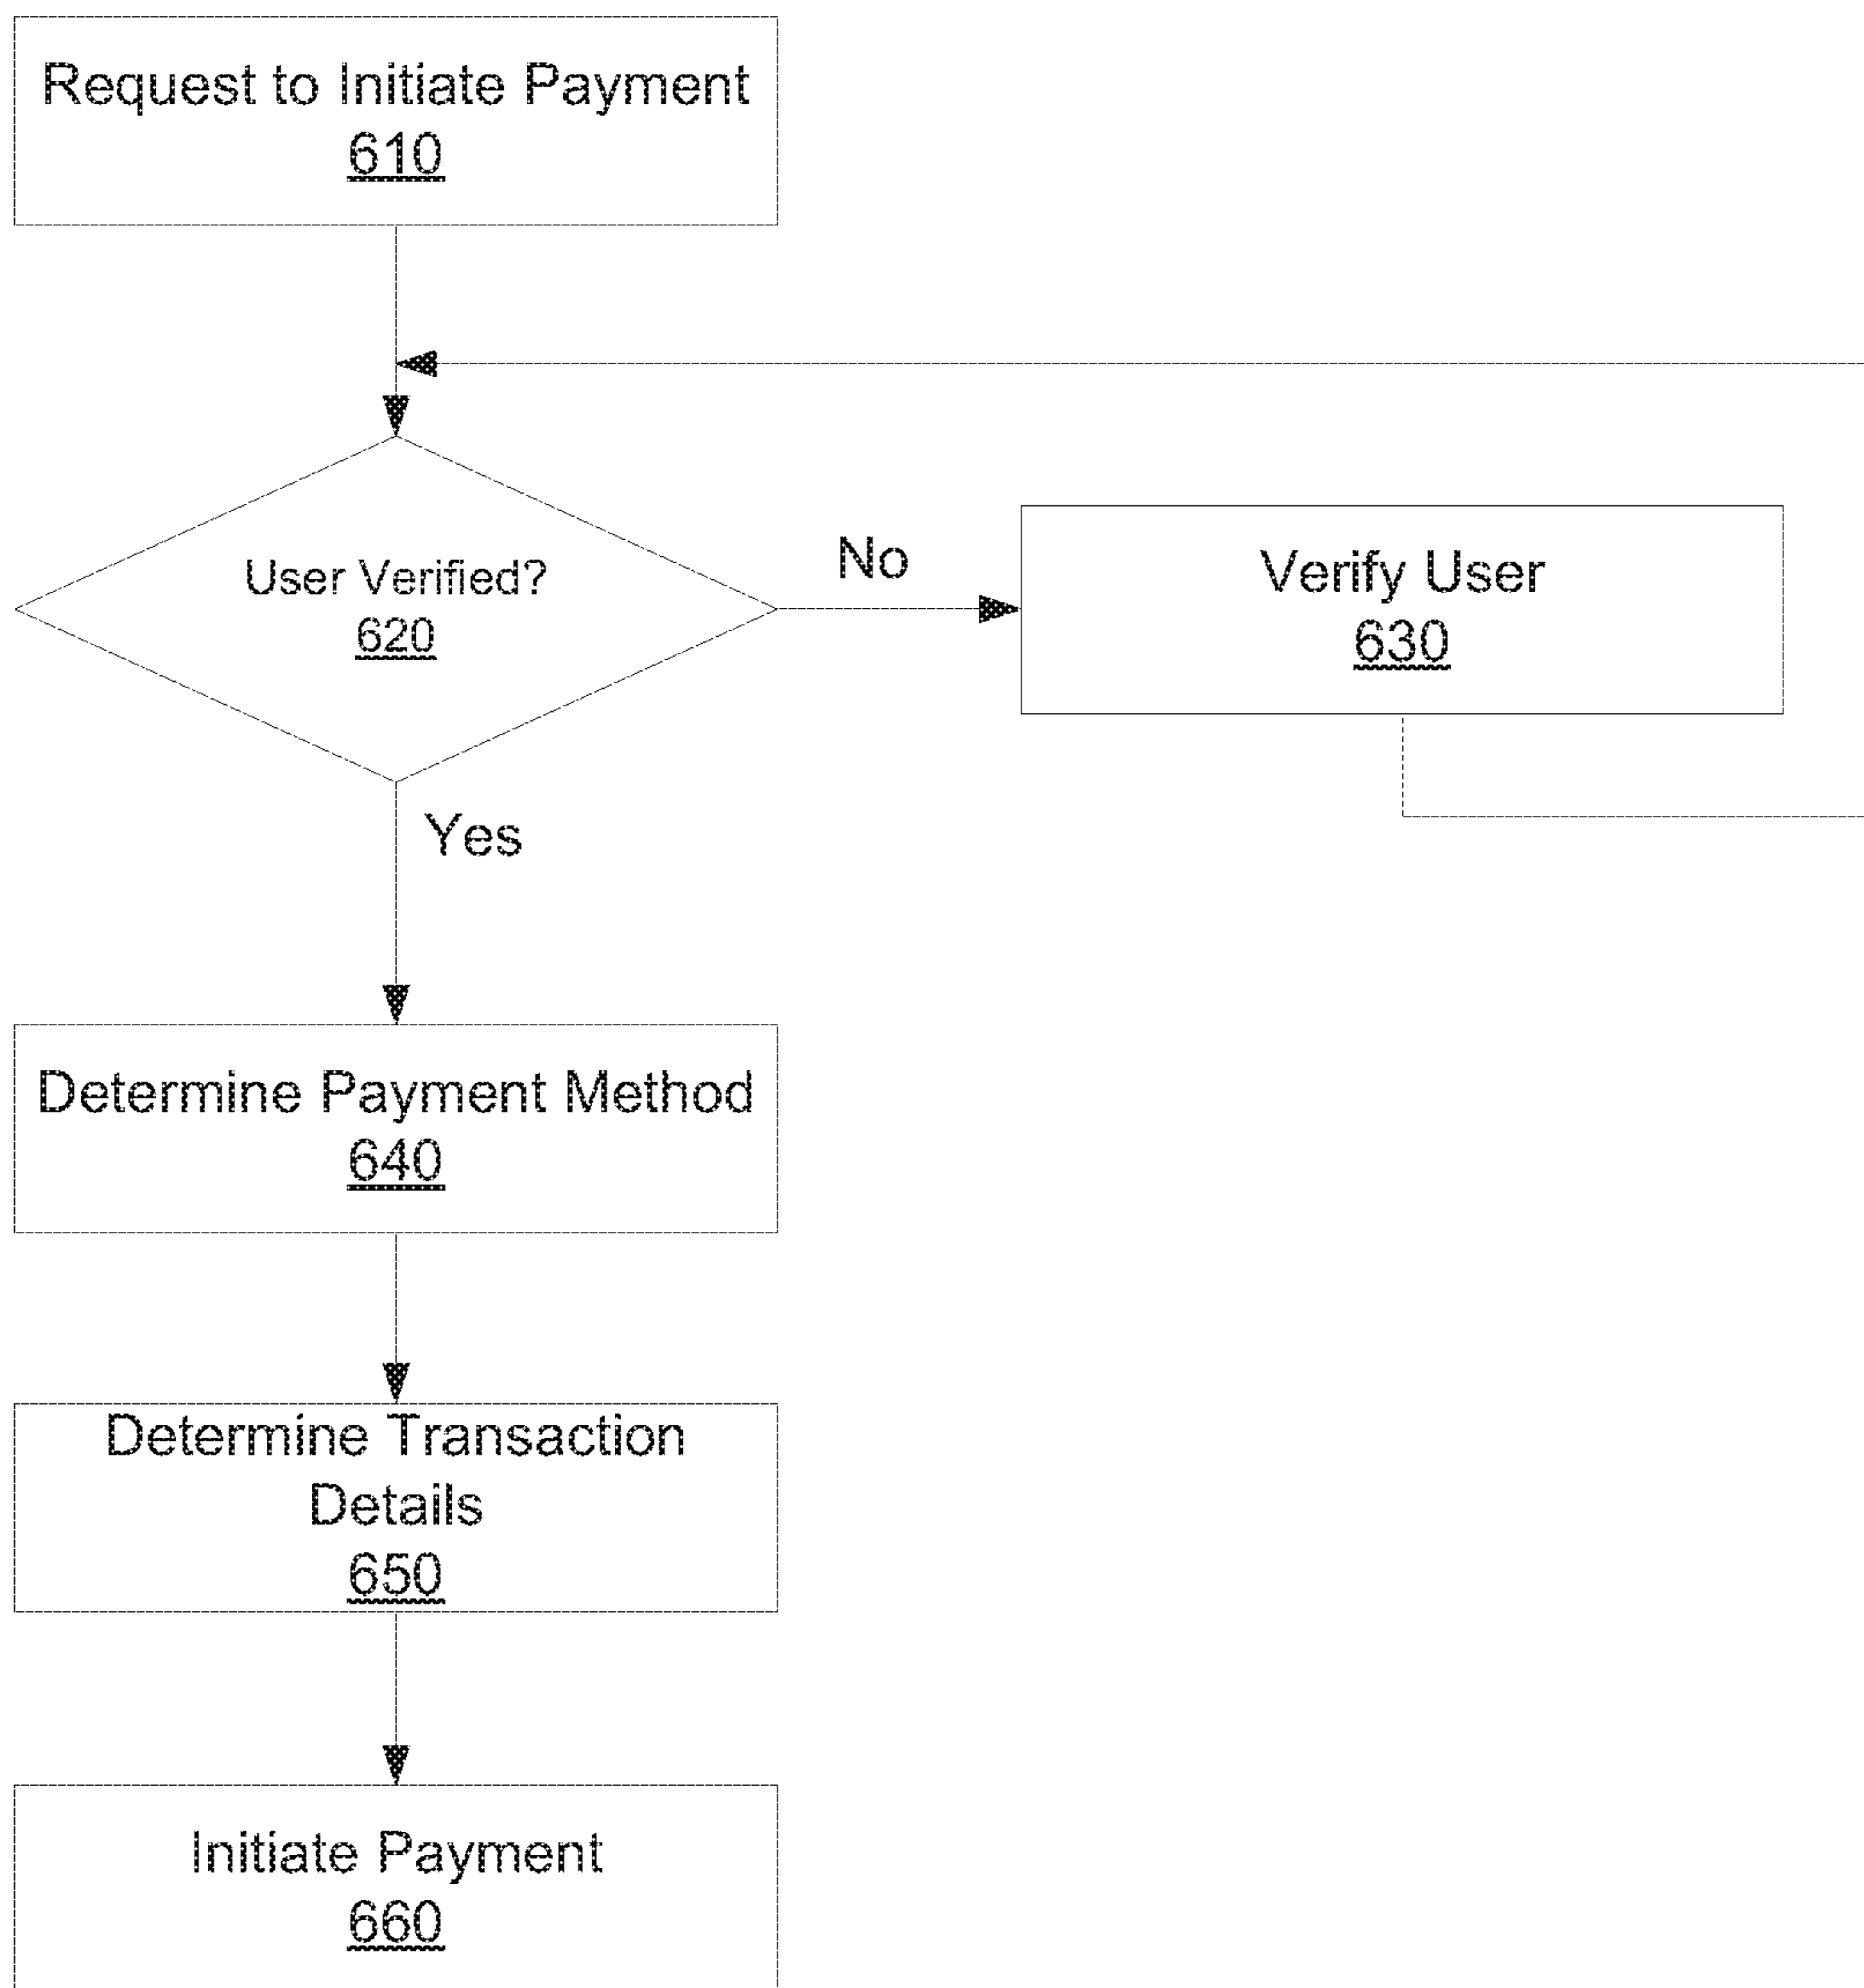 Request to Initiate Payment
610
User Verified?
620
No
Verify User
630
Yes
Determine Payment Method
640
Determine Transaction
Details
650
Initiate Payment
660